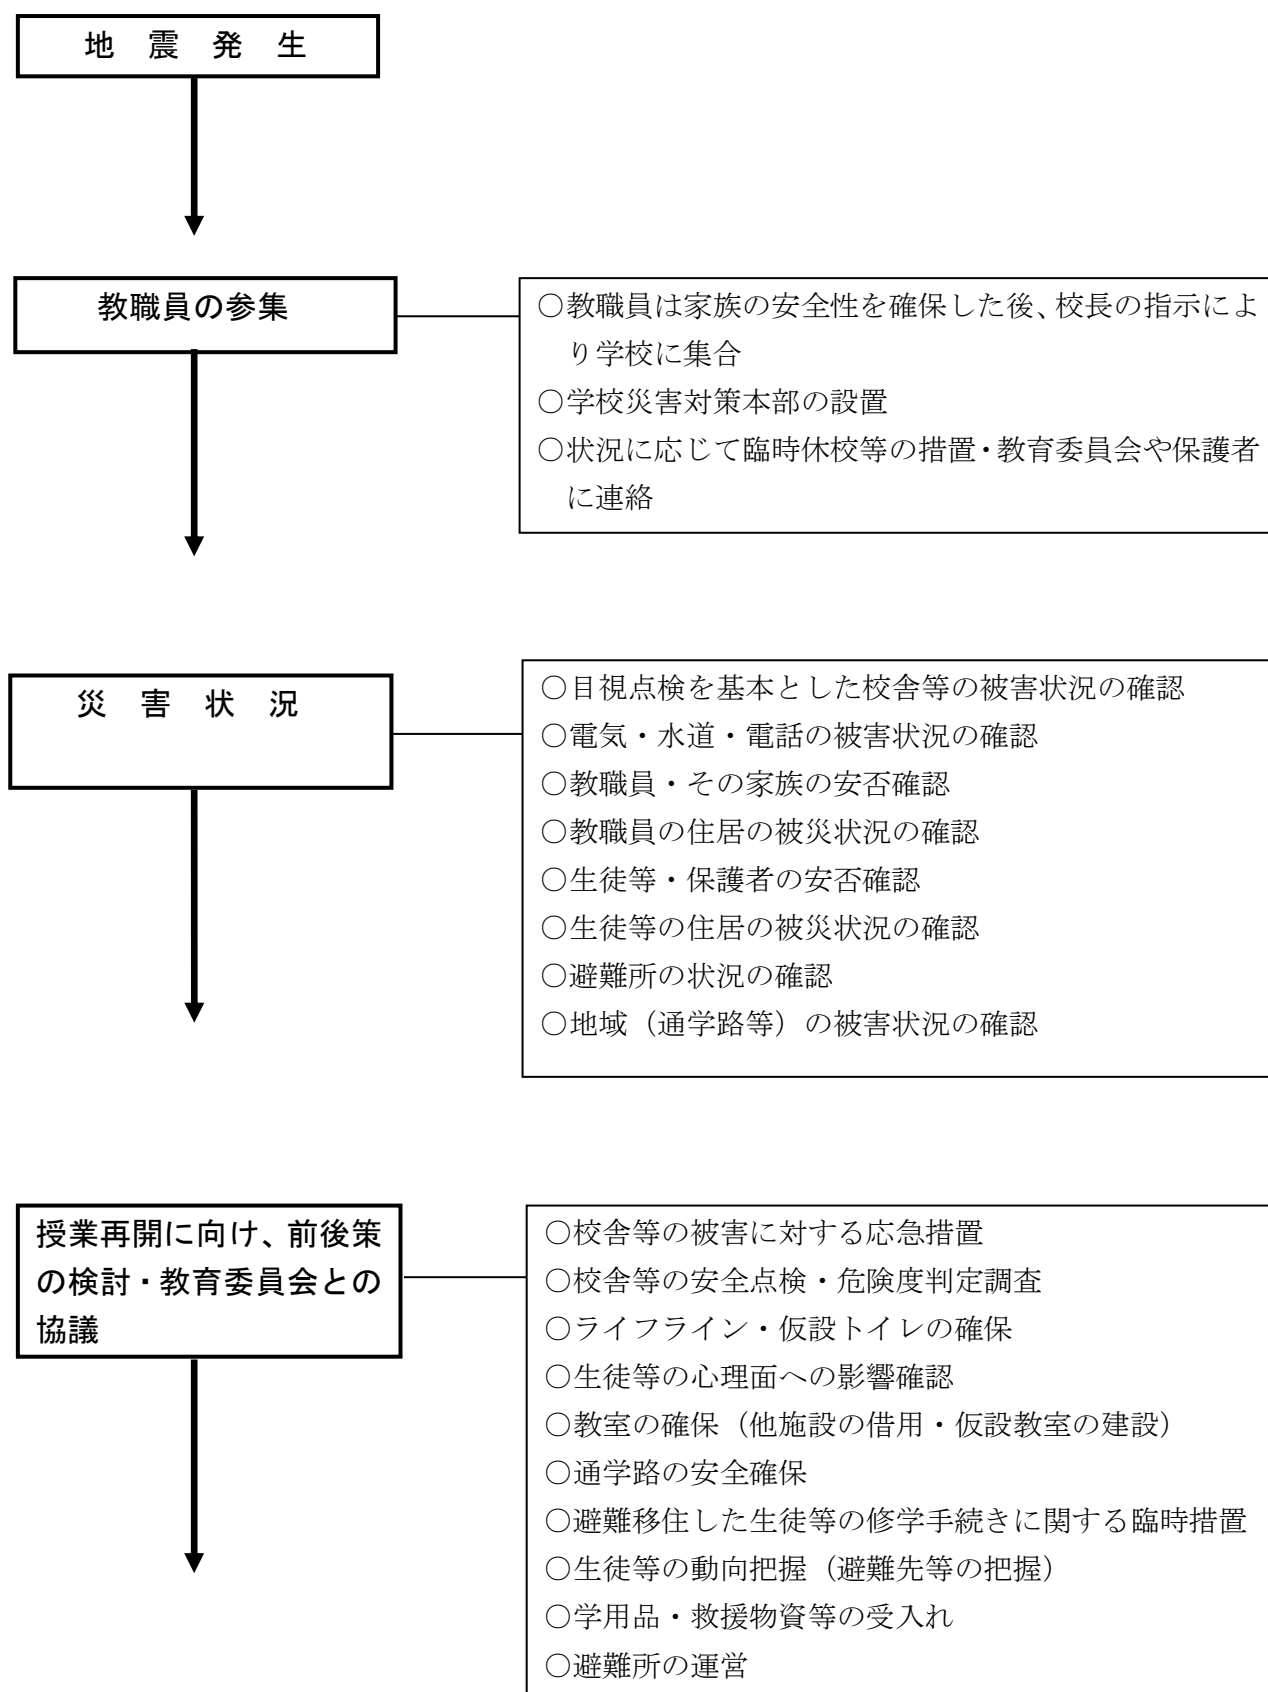 地　震　発　生
教職員の参集
○教職員は家族の安全性を確保した後、校長の指示によ
り学校に集合
○学校災害対策本部の設置
○状況に応じて臨時休校等の措置・教育委員会や保護者
に連絡
災　害　状　況
○目視点検を基本とした校舎等の被害状況の確認
○電気・水道・電話の被害状況の確認
○教職員・その家族の安否確認
○教職員の住居の被災状況の確認
○生徒等・保護者の安否確認
○生徒等の住居の被災状況の確認
○避難所の状況の確認
○地域（通学路等）の被害状況の確認
授業再開に向け、前後策
の検討・教育委員会との
協議
○校舎等の被害に対する応急措置
○校舎等の安全点検・危険度判定調査
○ライフライン・仮設トイレの確保
○生徒等の心理面への影響確認
○教室の確保（他施設の借用・仮設教室の建設）
○通学路の安全確保
○避難移住した生徒等の修学手続きに関する臨時措置
○生徒等の動向把握（避難先等の把握）
○学用品・救援物資等の受入れ
○避難所の運営